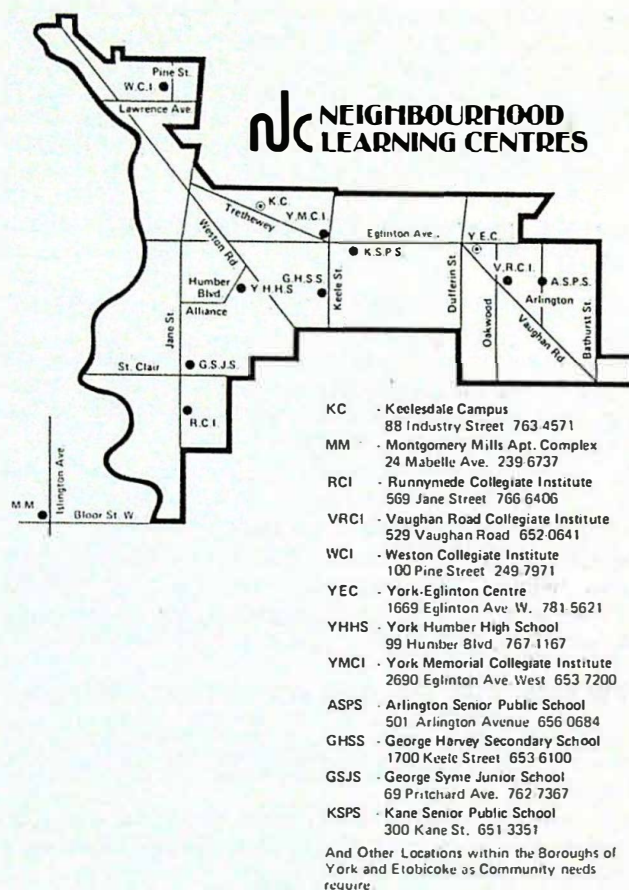 Pine St.
W.C.I.
Lawrence Ave.
nlc NEIGHBOURHOOD
LEARNING CENTRES
K.C.
Trethewey
Y.M.C.I.
Weston Rd.
Eglinton Ave.
Y.E.C.
K.S.P.S
Humber
Blvd.
Y H H S
G.H.S.S
Keele St.
Dufferin St.
V.R.C.I.
A.S.P.S.
Arlington
Alliance
Oakwood
Vaughan Rd
Bathurst St.
Jane St.
St. Clair
G.S.J.S.
R.C.I.
Islington Ave.
M M
Bloor St. W
KC - Keelesdale Campus
88 Industry Street 763-4571
MM - Montgomery Mills Apt. Complex
24 Mabelle Ave. 239-6737
RCI - Runnymede Collegiate Institute
569 Jane Street 766 6406
VRCI - Vaughan Road Collegiate Institute
529 Vaughan Road 652-0641
WCI - Weston Collegiate Institute
100 Pine Street 249 7971
YEC - York-Eglinton Centre
1669 Eglinton Ave W. 781-5621
YHHS - York Humber High School
99 Humber Blvd. 767 1167
YMCI - York Memorial Collegiate Institute
2690 Eglinton Ave. West 653 7200
ASPS - Arlington Senior Public School
501 Arlington Avenue 656 0684
GHSS - George Harvey Secondary School
1700 Keele Street 653 6100
GSJS - George Syme Junior School
69 Pritchard Ave. 762 7367
KSPS - Kane Senior Public School
300 Kane St. 651 3351
And Other Locations within the Boroughs of
York and Etobicoke as Community needs
require.